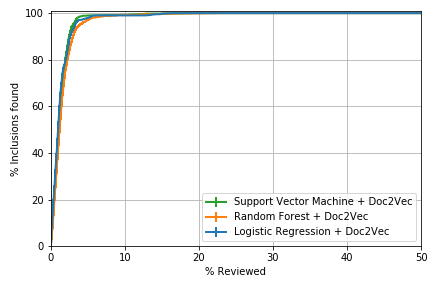 100
80
60
40
20
0
% Inclusions found
Support Vector Machine + Doc2Vec
Random Forest + Doc2Vec
Logistic Regression + Doc2Vec
0 10 20 30 40 50
% Reviewed